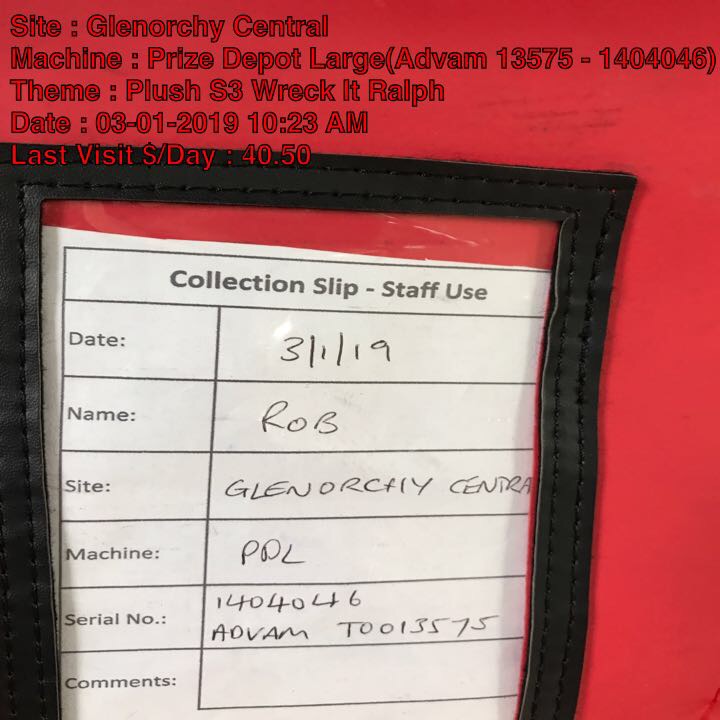 Site : Glenorchy Central
Machine : Prize Depot Large(Advam 13575 - 1404046)
Theme : Plush S3 Wreck It Ralph
Date : 03-01-2019 10:23 AM
Last Visit $/Day : 40.50
Collection Slip - Staff Use
Date: 3/1/19
Name: ROB
Site: GLENORCHY CENTRA
Machine: PDL
Serial No.: 1404046
ADVAM T0013575
Comments: